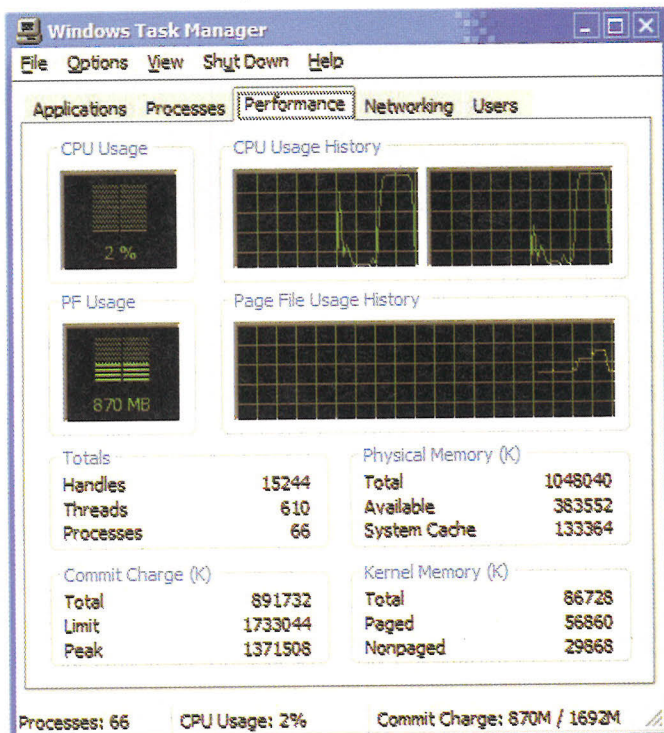 Windows Task Manager
File Options View Shut Down Help
Applications Processes Performance Networking Users
CPU Usage
CPU Usage History
2 %
PF Usage
Page File Usage History
870 MB
Totals
Handles 15244
Threads 610
Processes 66
Physical Memory (K)
Total 1048040
Available 383552
System Cache 133364
Commit Charge (K)
Total 891732
Limit 1733044
Peak 1371508
Kernel Memory (K)
Total 86728
Paged 56860
Nonpaged 29868
Processes: 66 CPU Usage: 2% Commit Charge: 870M / 1692M